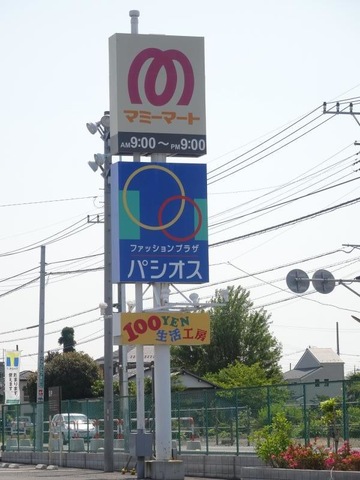 マミーマート
AM9:00〜PM9:00
ファッションプラザ
パシオス
100YEN
生活工房